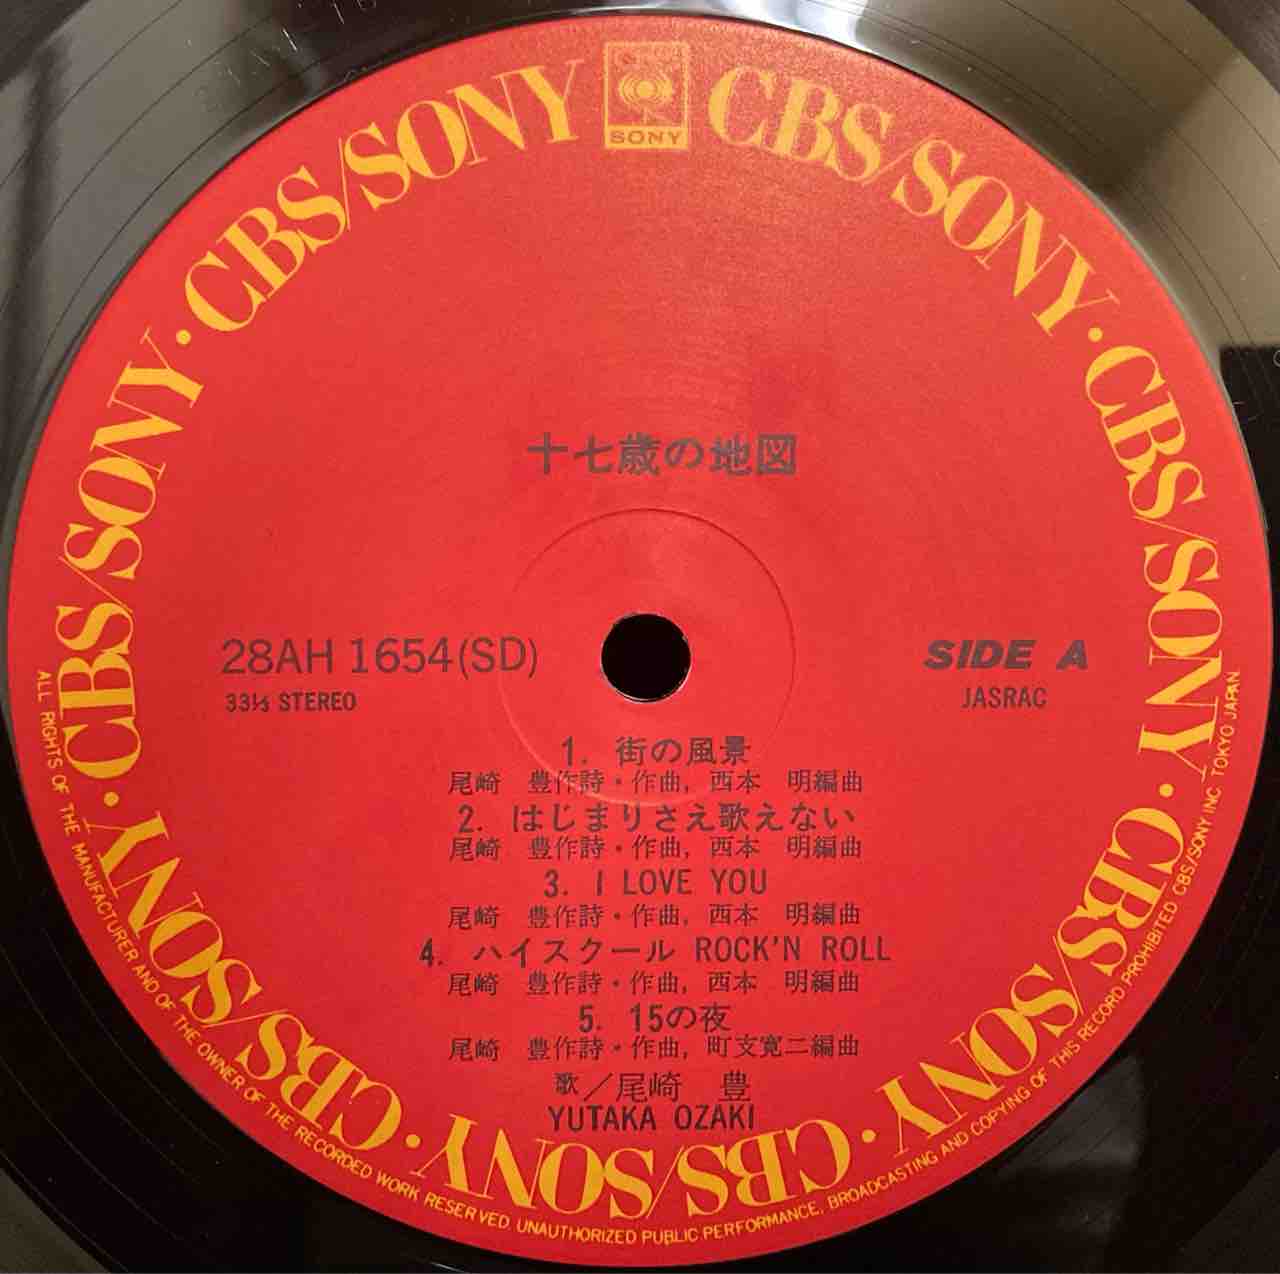 SONY
CBS/SONY · CBS/SONY · CBS/SONY · CBS/SONY · CBS/SONY · CBS/SONY · CBS/SONY · CBS/SONY
十七歳の地図
28AH 1654(SD)
33⅓ STEREO
SIDE A
JASRAC
1. 街の風景
尾崎 豊作詩・作曲, 西本 明編曲
2. はじまりさえ歌えない
尾崎 豊作詩・作曲, 西本 明編曲
3. I LOVE YOU
尾崎 豊作詩・作曲, 西本 明編曲
4. ハイスクール ROCK'N ROLL
尾崎 豊作詩・作曲, 西本 明編曲
5. 15の夜
尾崎 豊作詩・作曲, 町支寛二編曲
歌／尾崎 豊
YUTAKA OZAKI
ALL RIGHTS OF THE MANUFACTURER AND OF THE OWNER OF THE RECORDED WORK RESERVED. UNAUTHORIZED PUBLIC PERFORMANCE, BROADCASTING AND COPYING OF THIS RECORD PROHIBITED CBS/SONY INC. TOKYO JAPAN